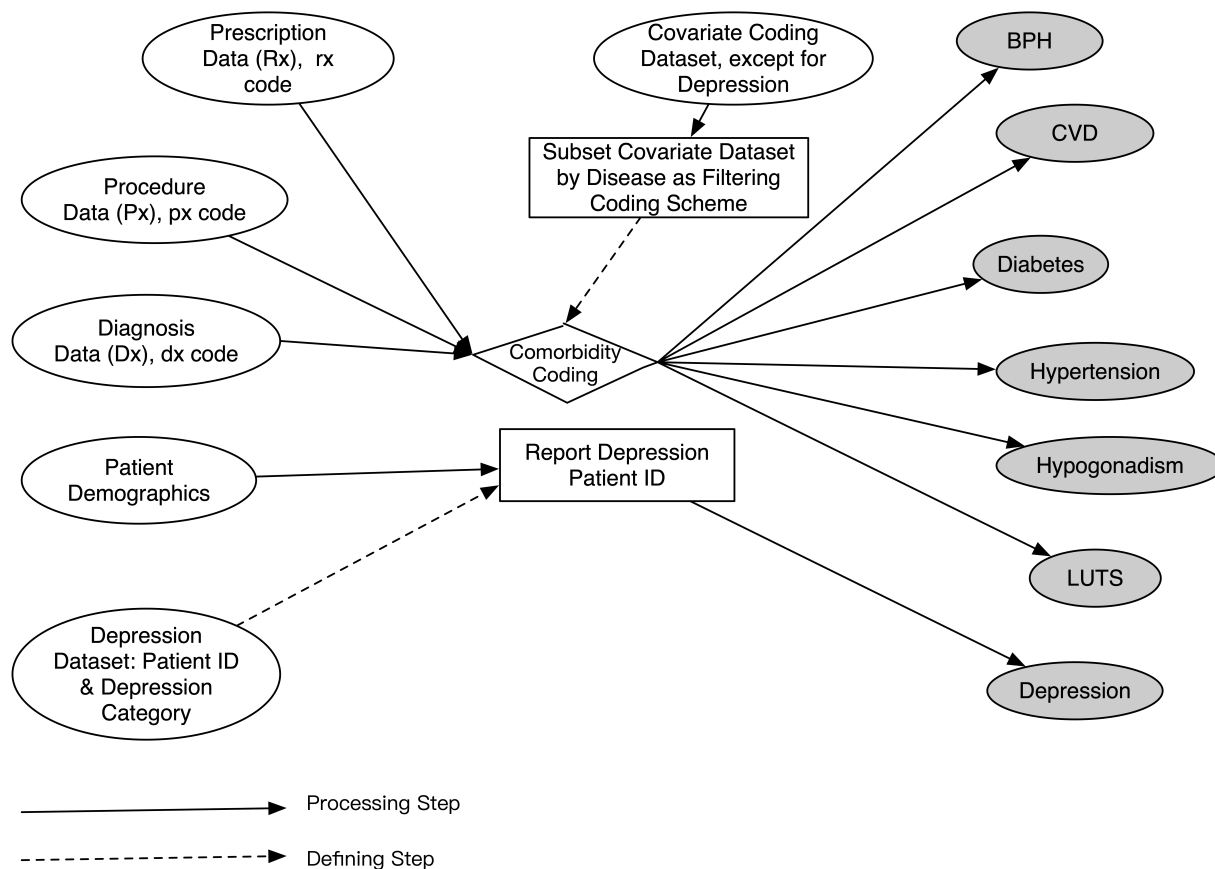 Prescription
Data (Rx),  rx
code
Covariate Coding
Dataset, except for
Depression
BPH
CVD
Procedure
Data (Px), px code
Subset Covariate Dataset
by Disease as Filtering
Coding Scheme
Diabetes
Diagnosis
Data (Dx), dx code
Comorbidity
Coding
Hypertension
Patient
Demographics
Report Depression
Patient ID
Hypogonadism
LUTS
Depression
Dataset: Patient ID
& Depression
Category
Depression
Processing Step
Defining Step